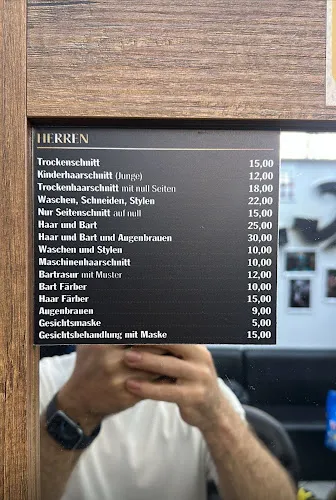 HERREN
Trockenschnitt 15,00
Kinderhaarschnitt (Junge) 12,00
Trockenhaarschnitt mit null Seiten 18,00
Waschen, Schneiden, Stylen 22,00
Nur Seitenschnitt auf null 15,00
Haar und Bart 25,00
Haar und Bart und Augenbrauen 30,00
Waschen und Stylen 10,00
Maschinenhaarschnitt 10,00
Bartrasur mit Muster 12,00
Bart Färber 10,00
Haar Färber 15,00
Augenbrauen 9,00
Gesichtsmaske 5,00
Gesichtsbehandlung mit Maske 15,00